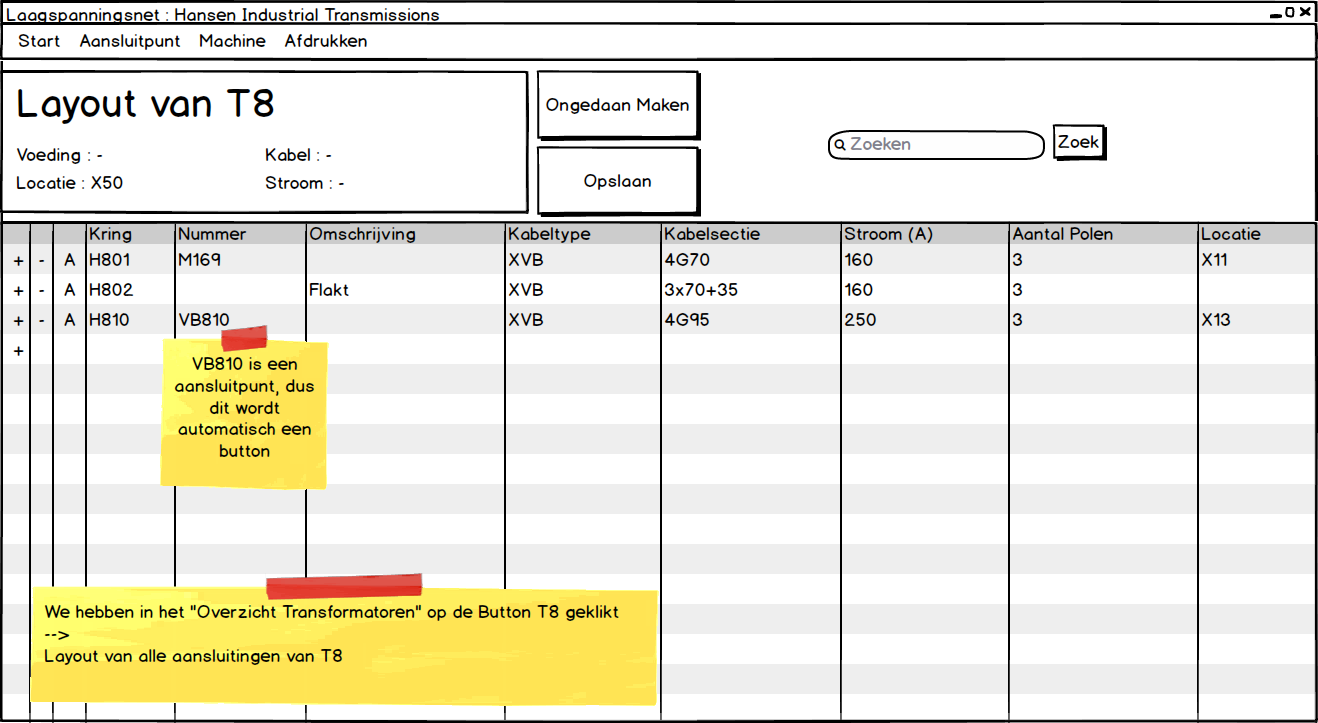 Laagspanningsnet : Hansen Industrial Transmissions
Start Aansluitpunt Machine Afdrukken
Layout van T8
Voeding : - Kabel : -
Locatie : X50 Stroom : -
Ongedaan Maken
Opslaan
Zoeken Zoek
Kring Nummer Omschrijving Kabeltype Kabelsectie Stroom (A) Aantal Polen Locatie
+ - A H801 M169 XVB 4G70 160 3 X11
+ - A H802 Flakt XVB 3x70+35 160 3
+ - A H810 VB810 XVB 4G95 250 3 X13
+
VB810 is een
aansluitpunt, dus
dit wordt
automatisch een
button
We hebben in het "Overzicht Transformatoren" op de Button T8 geklikt
-->
Layout van alle aansluitingen van T8